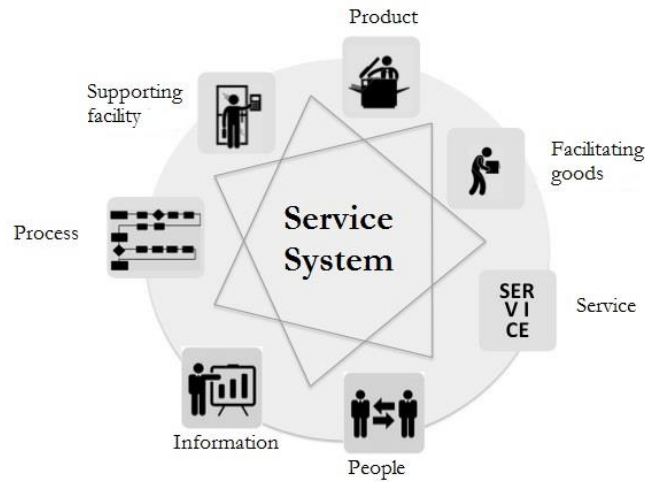 Product
Supporting
facility
Facilitating
goods
Process
Service
System
SER
V I
CE
Service
Information
People